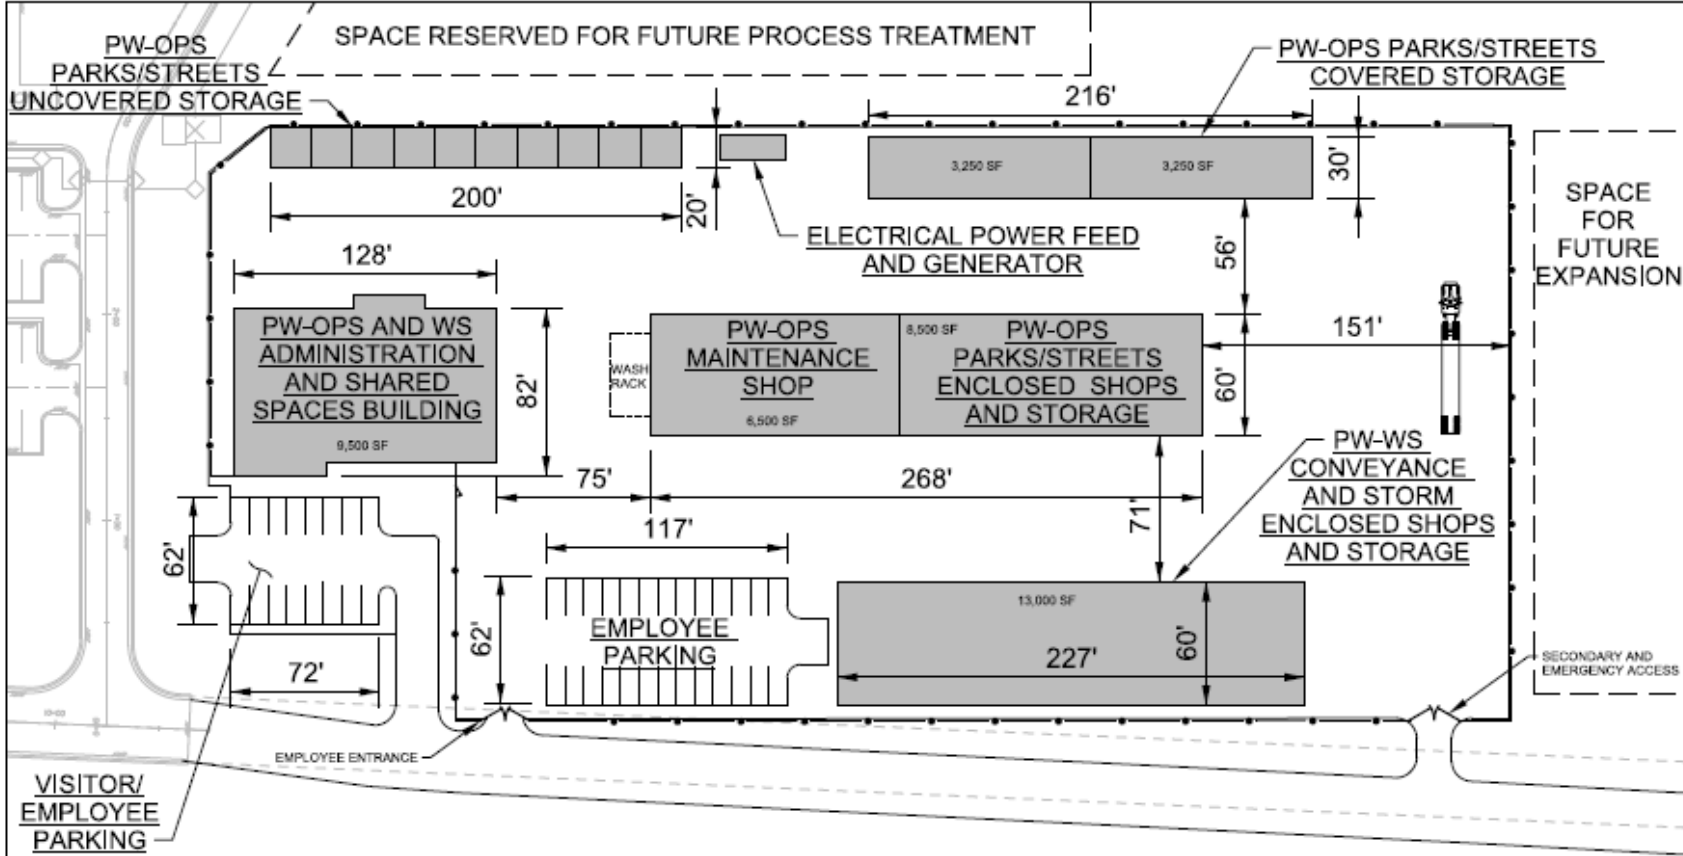 SPACE RESERVED FOR FUTURE PROCESS TREATMENT
PW-OPS
PARKS/STREETS
UNCOVERED STORAGE
PW-OPS PARKS/STREETS
COVERED STORAGE
216'
3,250 SF
3,250 SF
30'
200'
20'
ELECTRICAL POWER FEED
AND GENERATOR
56'
SPACE
FOR
FUTURE
EXPANSION
128'
PW-OPS AND WS
ADMINISTRATION
AND SHARED
SPACES BUILDING
9,500 SF
82'
WASH
RACK
PW-OPS
MAINTENANCE
SHOP
6,500 SF
8,500 SF
PW-OPS
PARKS/STREETS
ENCLOSED SHOPS
AND STORAGE
60'
151'
75'
268'
71'
PW-WS
CONVEYANCE
AND STORM
ENCLOSED SHOPS
AND STORAGE
62'
72'
117'
62'
EMPLOYEE
PARKING
13,000 SF
227'
60'
SECONDARY AND
EMERGENCY ACCESS
EMPLOYEE ENTRANCE
VISITOR/
EMPLOYEE
PARKING